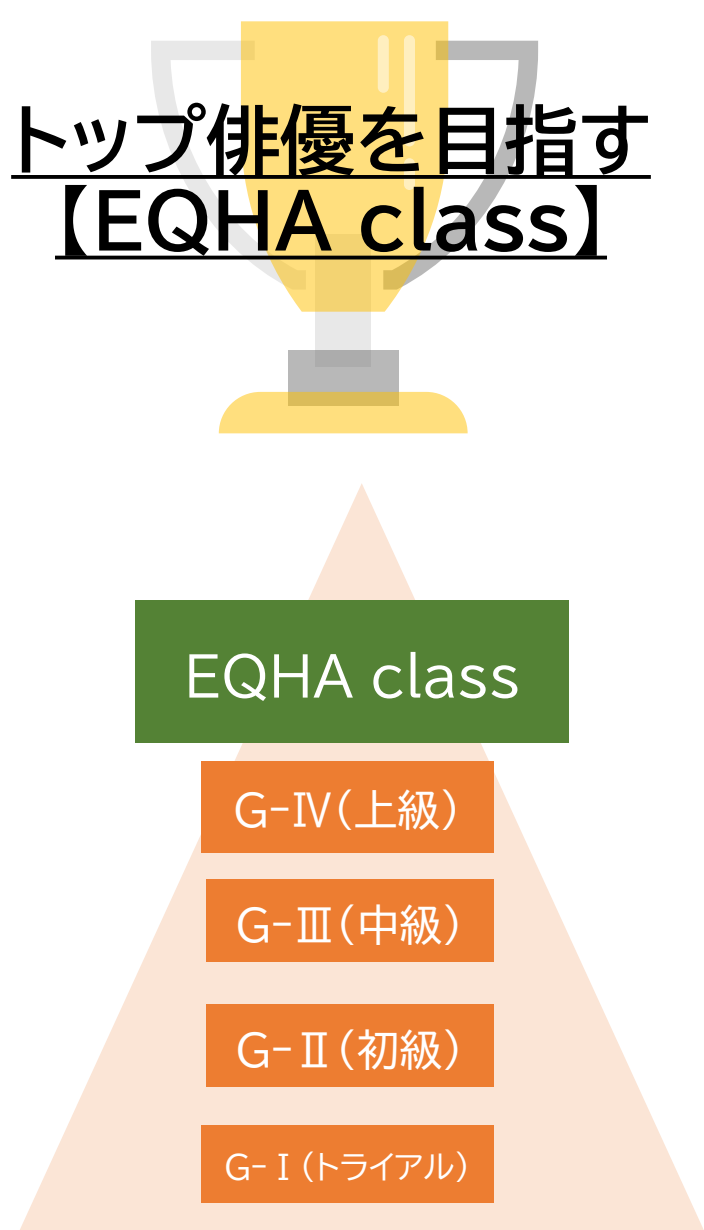 トップ俳優を目指す
【EQHA class】
EQHA class
G-Ⅳ(上級)
G-Ⅲ(中級)
G-Ⅱ(初級)
G-Ⅰ(トライアル)